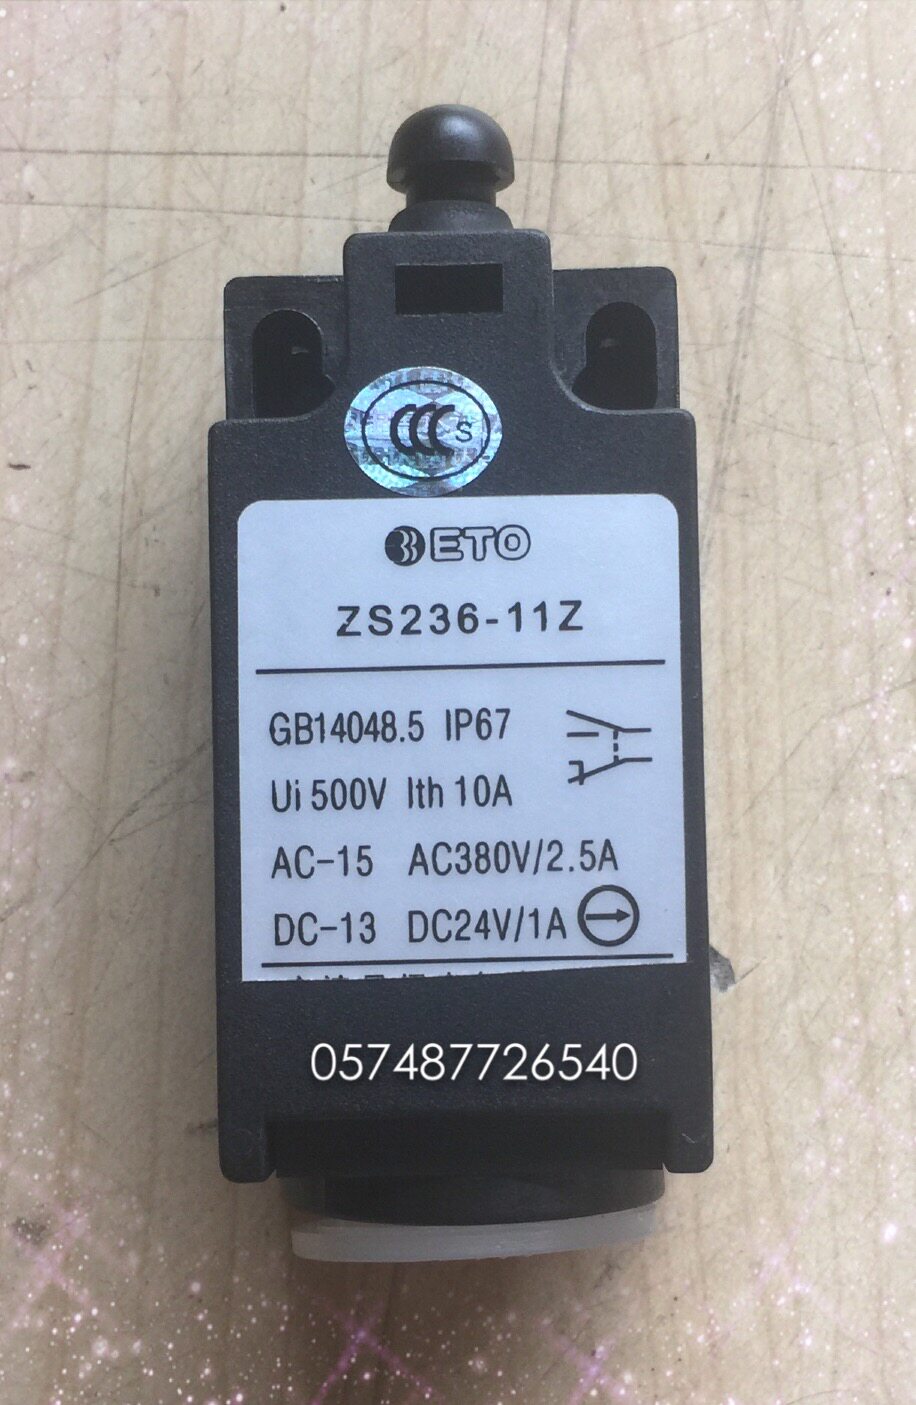 CCC S
ETO
ZS236-11Z
GB14048.5 IP67
Ui 500V Ith 10A
AC-15 AC380V/2.5A
DC-13 DC24V/1A
057487726540